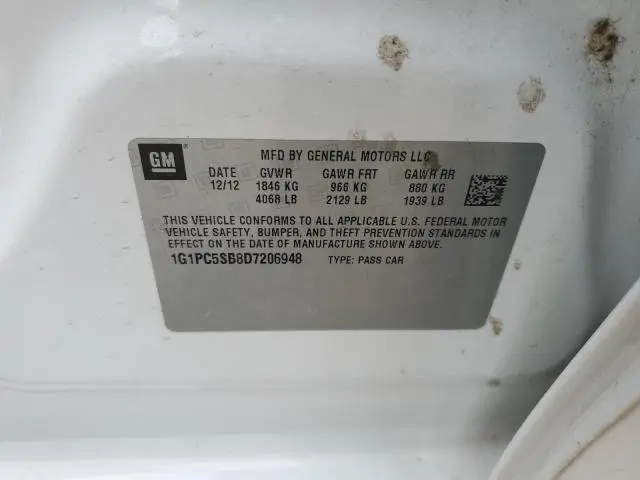 GM
MFD BY GENERAL MOTORS LLC
DATE GVWR GAWR FRT GAWR RR
12/12 1846 KG 966 KG 880 KG
4068 LB 2129 LB 1939 LB
THIS VEHICLE CONFORMS TO ALL APPLICABLE U.S. FEDERAL MOTOR
VEHICLE SAFETY, BUMPER, AND THEFT PREVENTION STANDARDS IN
EFFECT ON THE DATE OF MANUFACTURE SHOWN ABOVE.
1G1PC5SB8D7206948 TYPE: PASS CAR